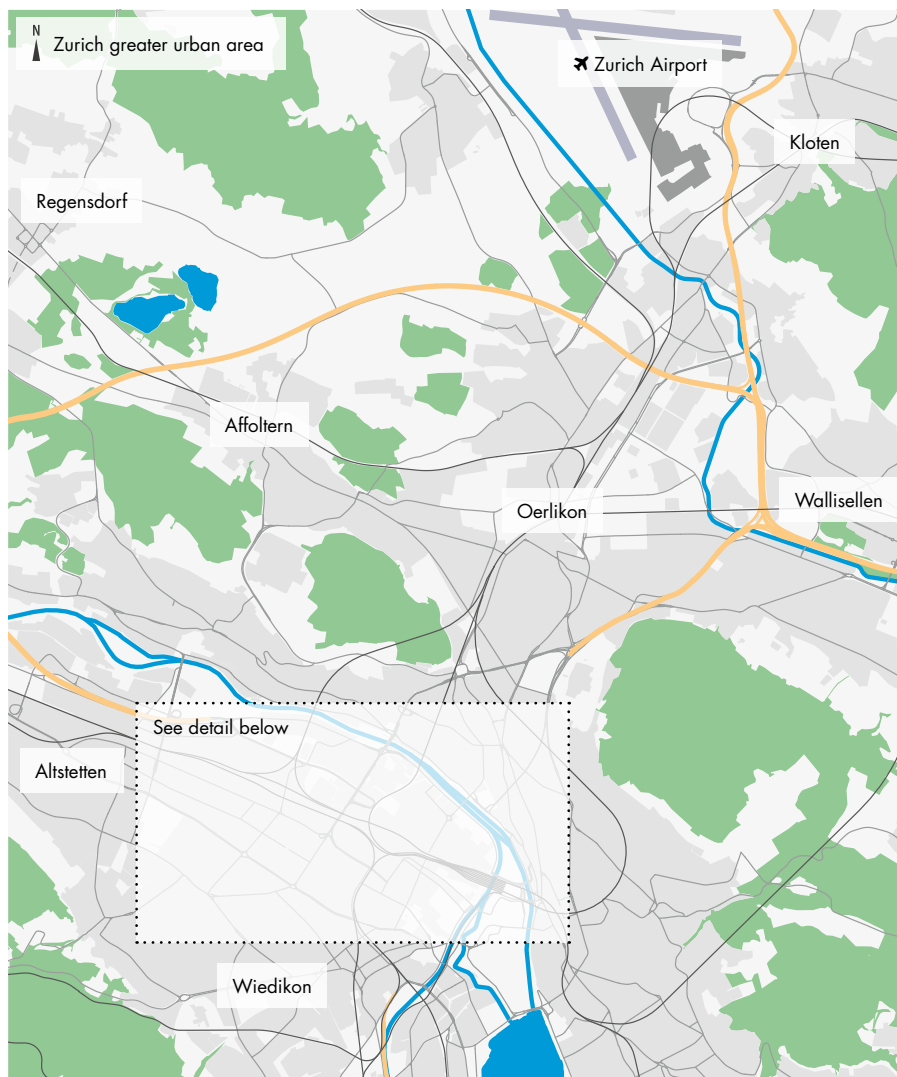 N
Zurich greater urban area
Zurich Airport
Kloten
Regensdorf
Affoltern
Oerlikon
Wallisellen
See detail below
Altstetten
Wiedikon